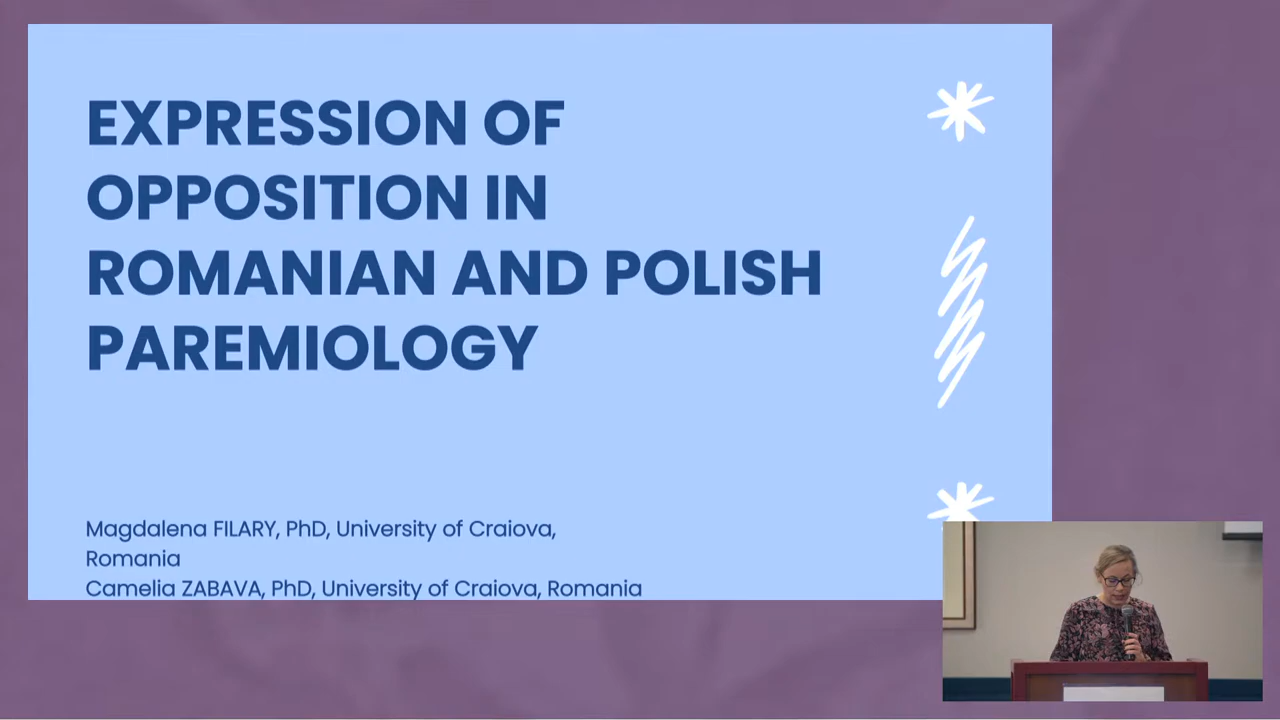 EXPRESSION OF
OPPOSITION IN
ROMANIAN AND POLISH
PAREMIOLOGY
Magdalena FILARY, PhD, University of Craiova,
Romania
Camelia ZABAVA, PhD, University of Craiova, Romania